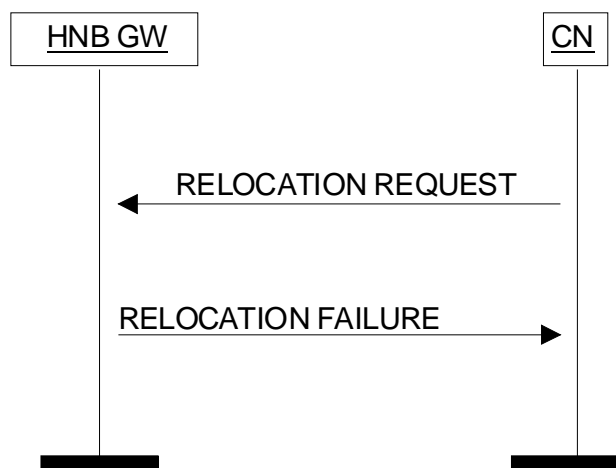 HNB GW
CN
RELOCATION REQUEST
RELOCATION FAILURE